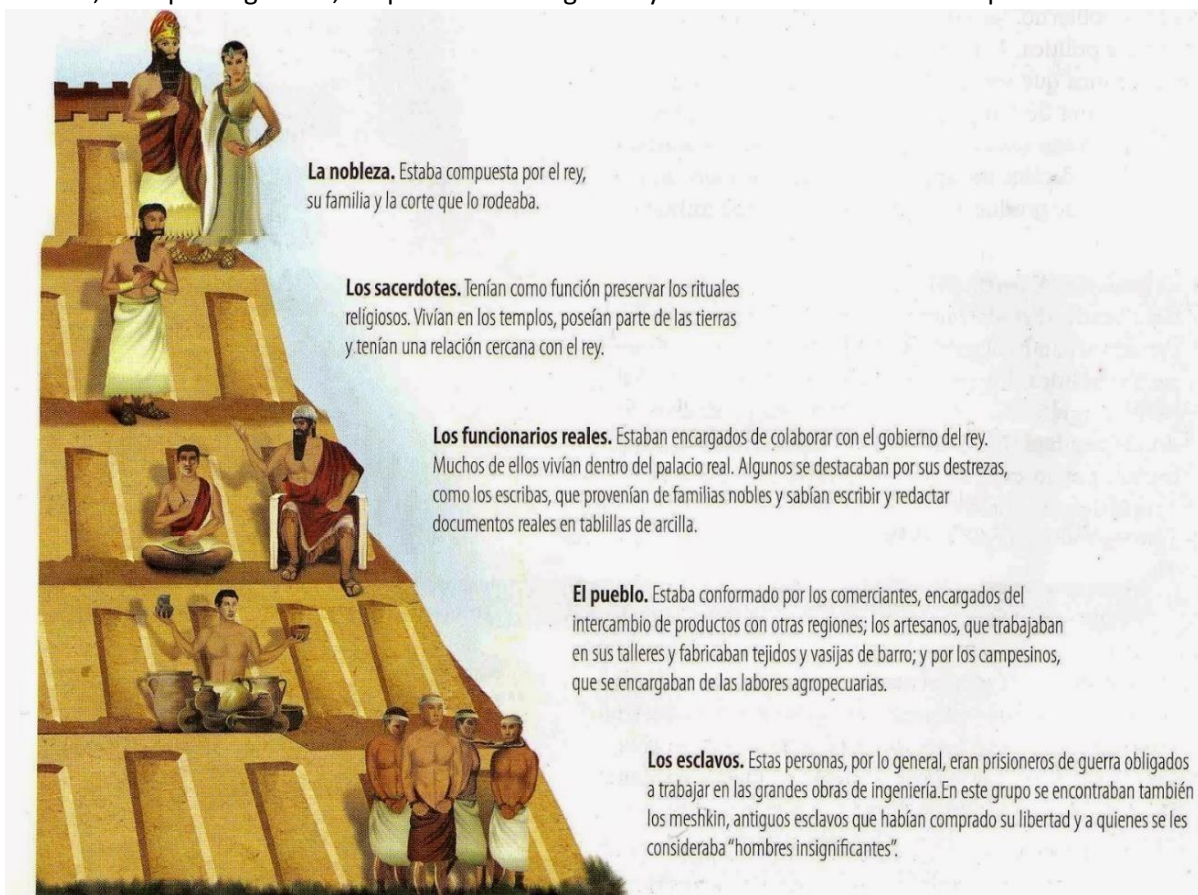 La nobleza. Estaba compuesta por el rey,
su familia y la corte que lo rodeaba.
Los sacerdotes. Tenían como función preservar los rituales
religiosos. Vivían en los templos, poseían parte de las tierras
y tenían una relación cercana con el rey.
Los funcionarios reales. Estaban encargados de colaborar con el gobierno del rey.
Muchos de ellos vivían dentro del palacio real. Algunos se destacaban por sus destrezas,
como los escribas, que provenían de familias nobles y sabían escribir y redactar
documentos reales en tablillas de arcilla.
El pueblo. Estaba conformado por los comerciantes, encargados del
intercambio de productos con otras regiones; los artesanos, que trabajaban
en sus talleres y fabricaban tejidos y vasijas de barro; y por los campesinos,
que se encargaban de las labores agropecuarias.
Los esclavos. Estas personas, por lo general, eran prisioneros de guerra obligados
a trabajar en las grandes obras de ingeniería.En este grupo se encontraban también
los meshkin, antiguos esclavos que habían comprado su libertad y a quienes se les
consideraba "hombres insignificantes".